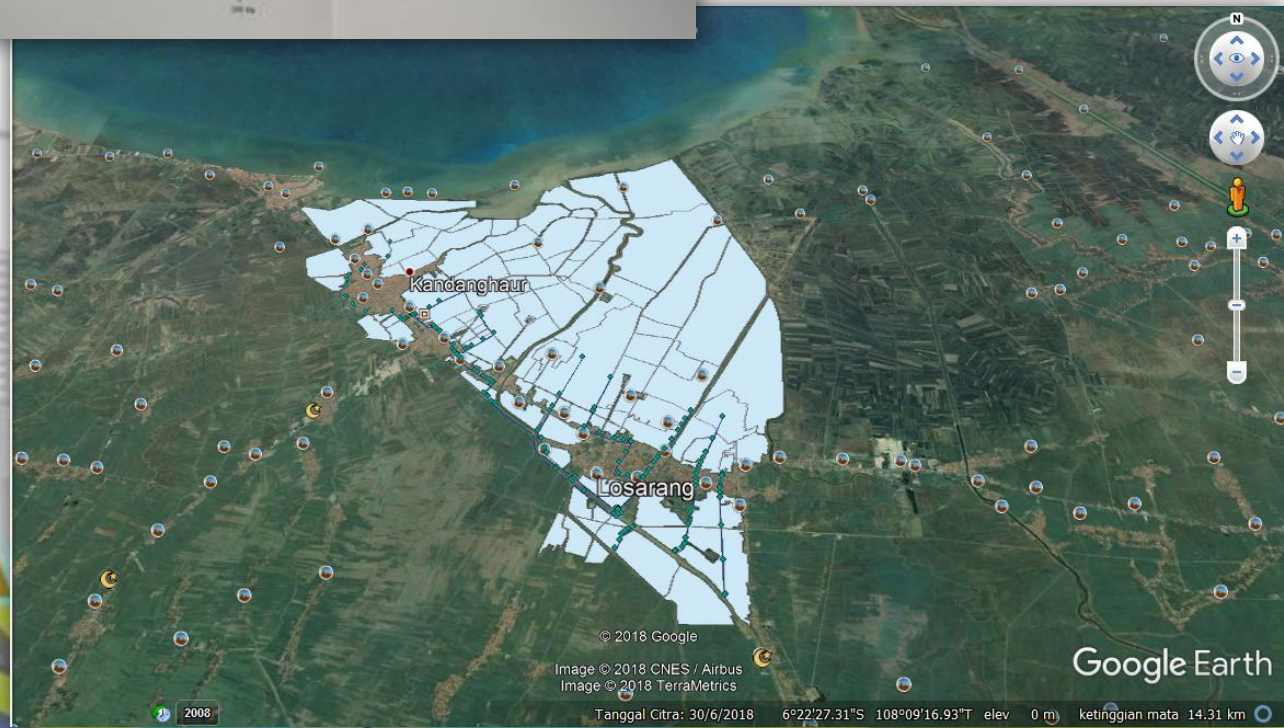 N
Kandanghaur
Losarang
© 2018 Google
Image © 2018 CNES / Airbus
Image © 2018 TerraMetrics
Google Earth
2008
Tanggal Citra: 30/6/2018 6°22'27.31"S 108°09'16.93"T elev 0 m ketinggian mata 14.31 km